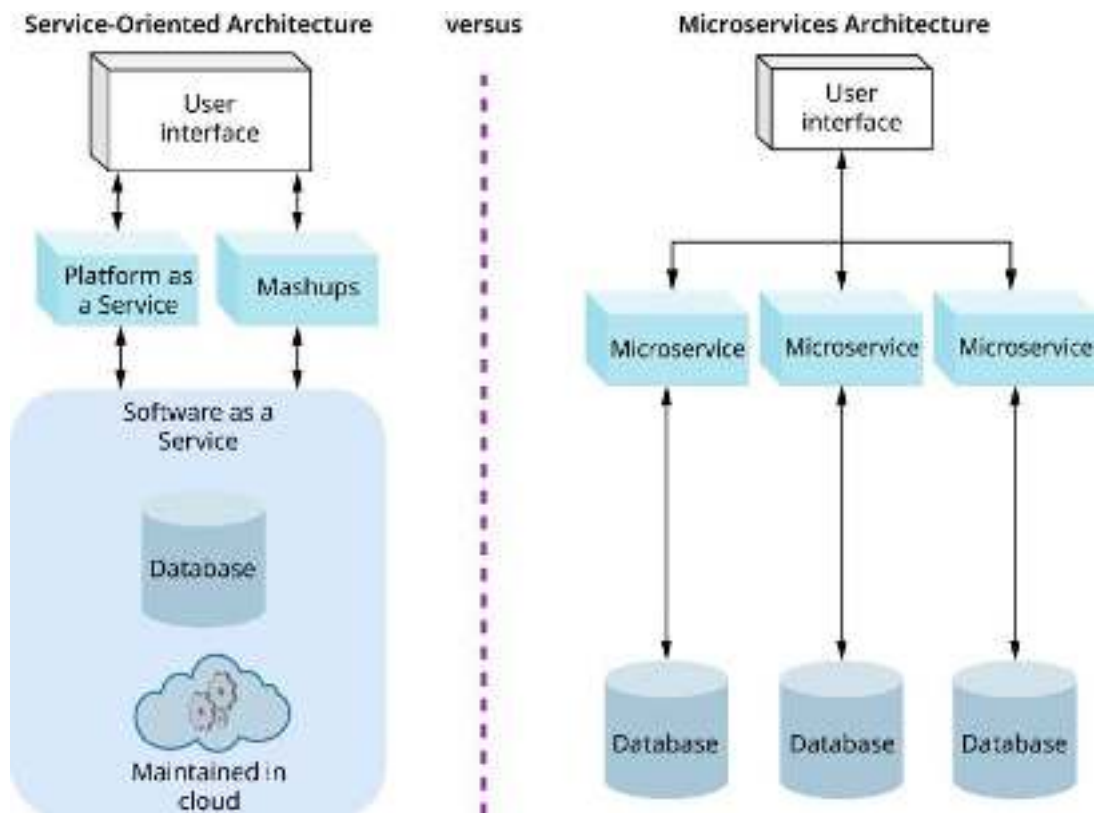 Service-Oriented Architecture versus Microservices Architecture
User
interface
Platform as
a Service
Mashups
Software as a
Service
Database
Maintained in
cloud
User
interface
Microservice
Microservice
Microservice
Database
Database
Database